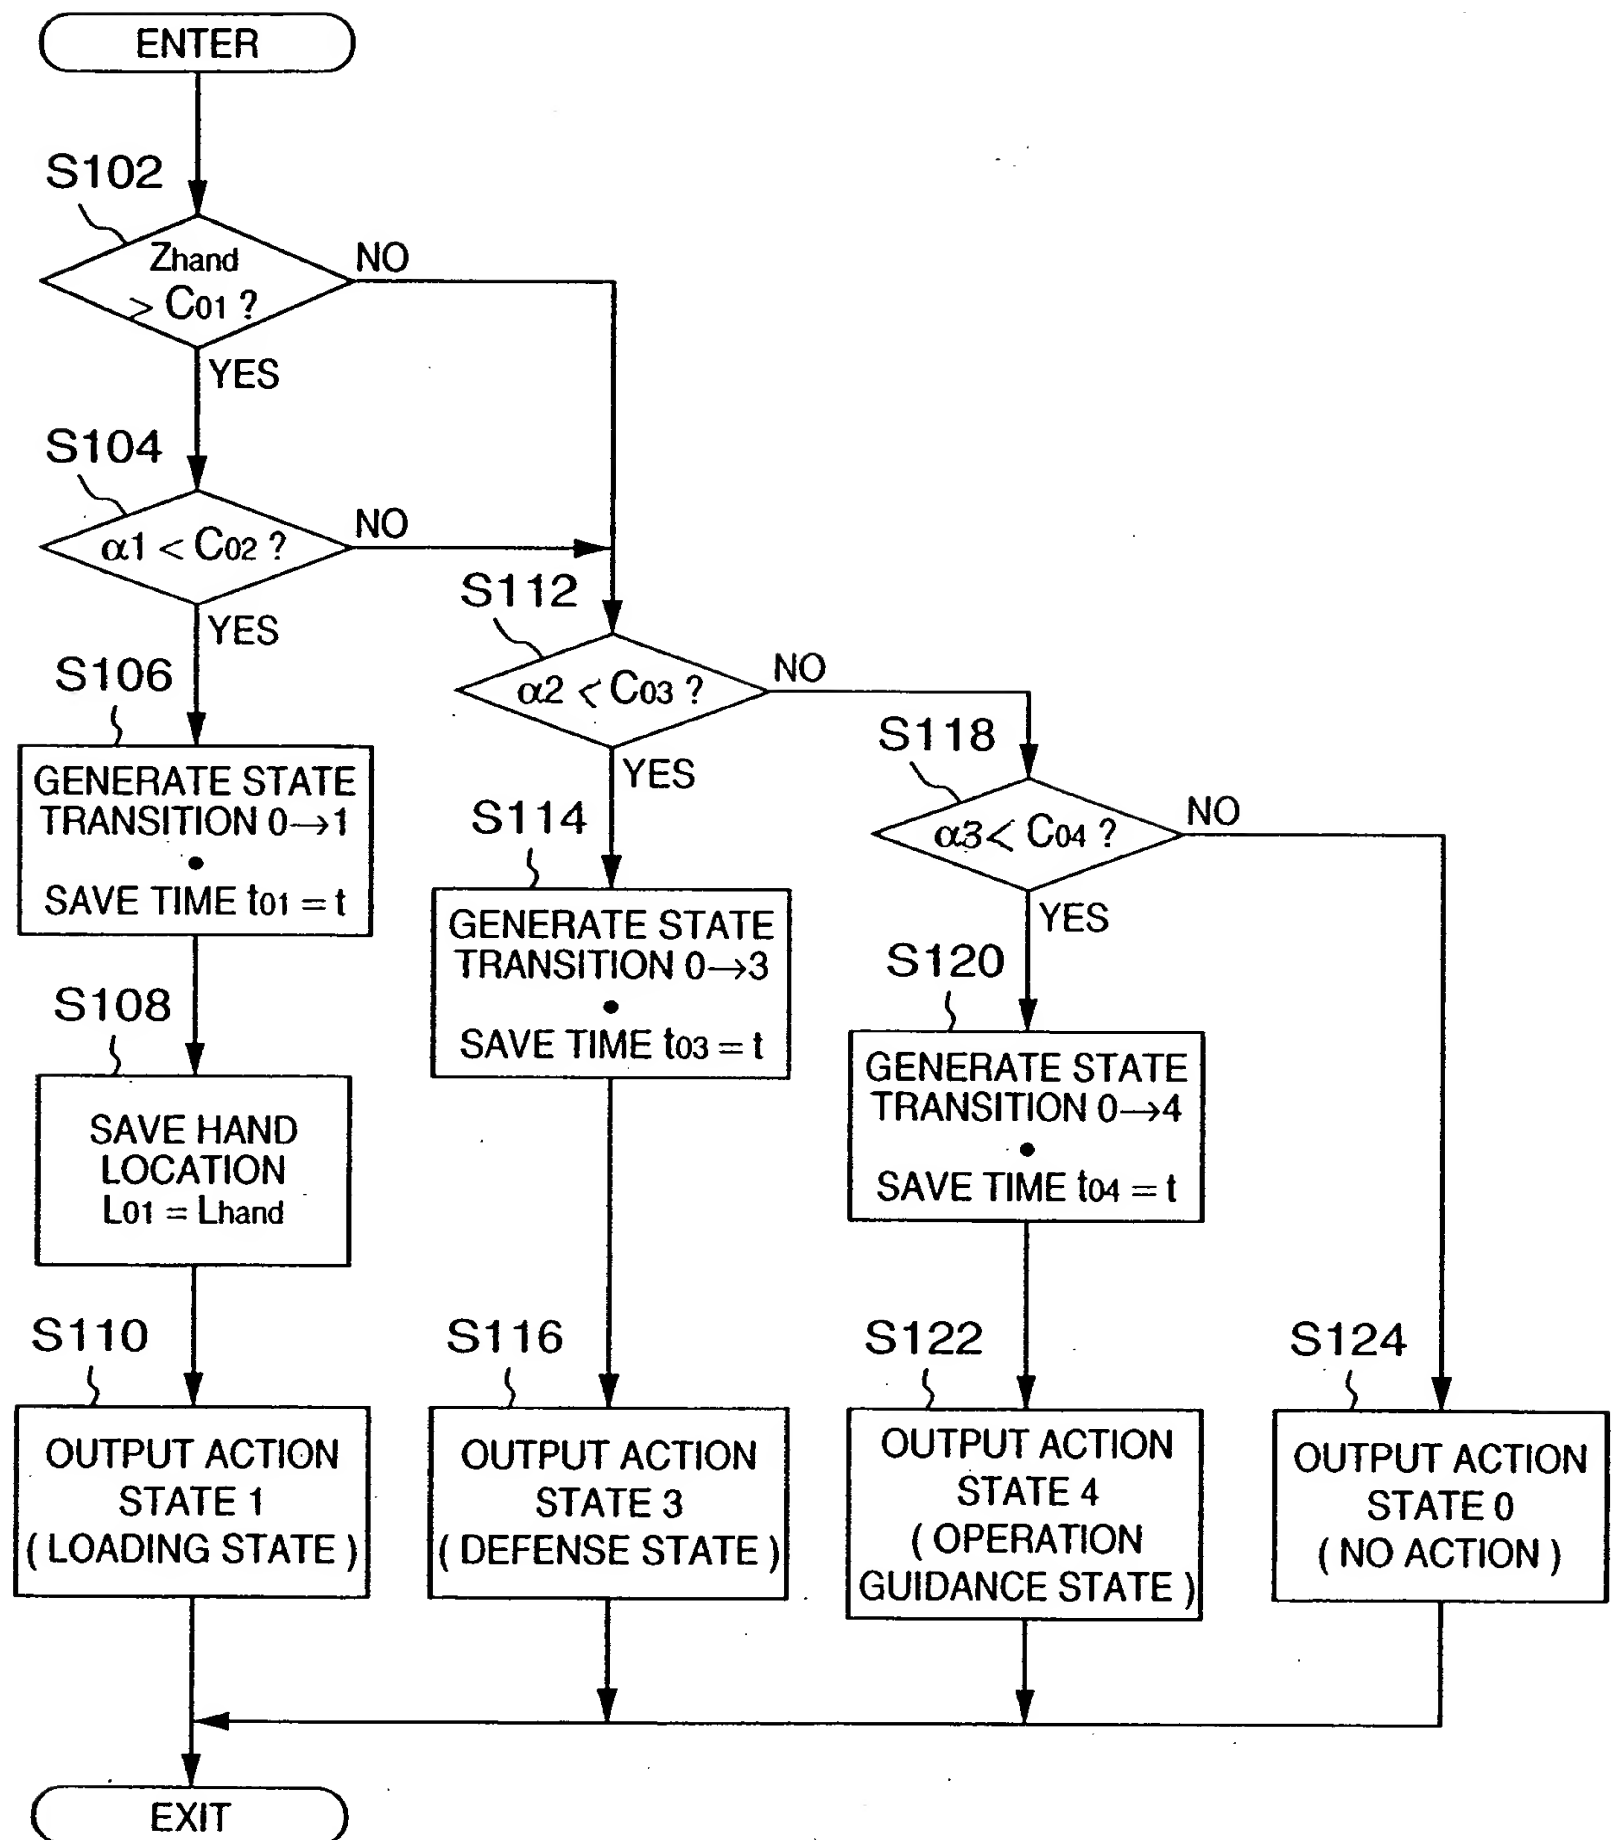 ENTER
S102
Zhand
> C01 ?
NO
YES
S104
α1 < C02 ?
NO
YES
S106
GENERATE STATE
TRANSITION 0→1
•
SAVE TIME t01 = t
S108
SAVE HAND
LOCATION
L01 = Lhand
S110
OUTPUT ACTION
STATE 1
( LOADING STATE )
S112
α2 < C03 ?
NO
YES
S114
GENERATE STATE
TRANSITION 0→3
•
SAVE TIME t03 = t
S116
OUTPUT ACTION
STATE 3
( DEFENSE STATE )
S118
α3 < C04 ?
NO
YES
S120
GENERATE STATE
TRANSITION 0→4
•
SAVE TIME t04 = t
S122
OUTPUT ACTION
STATE 4
( OPERATION
GUIDANCE STATE )
S124
OUTPUT ACTION
STATE 0
( NO ACTION )
EXIT